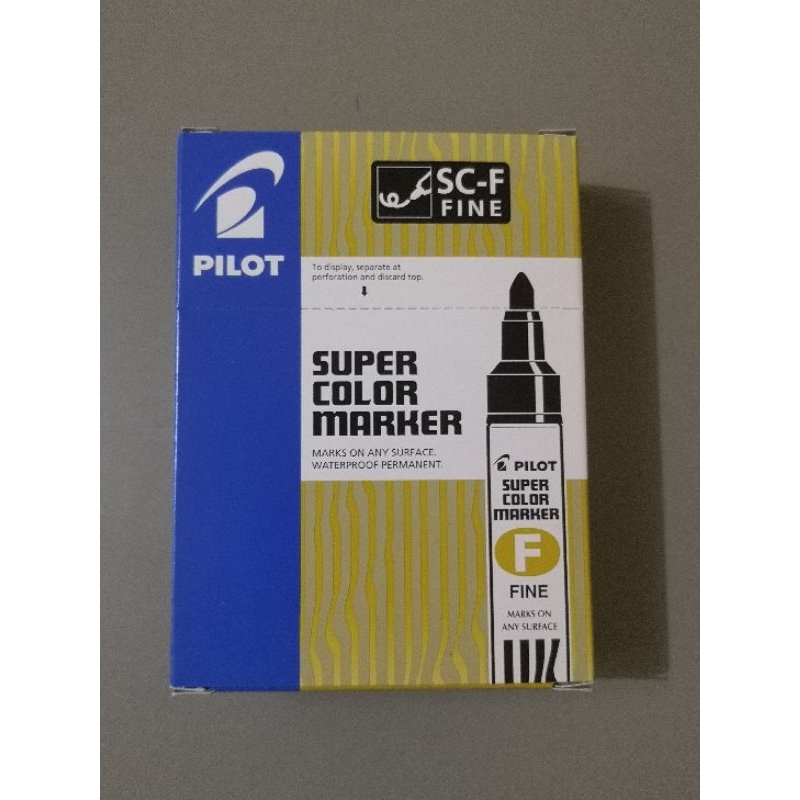 SC-F
FINE
PILOT
To display, separate at
perforation and discard top.
SUPER
COLOR
MARKER
MARKS ON ANY SURFACE.
WATERPROOF PERMANENT.
PILOT
SUPER
COLOR
MARKER
F
FINE
MARKS ON
ANY SURFACE